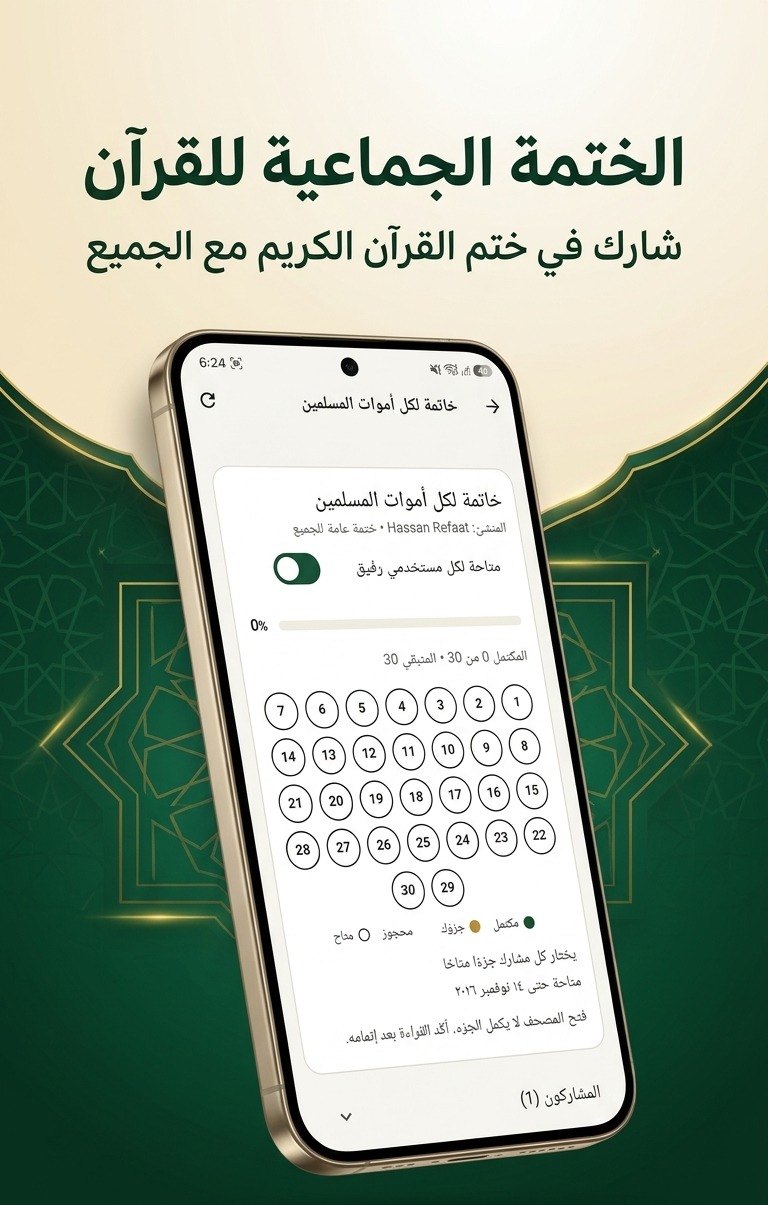 الختمة الجماعية للقرآن
شارك في ختم القرآن الكريم مع الجميع
6:24
40
خاتمة لكل أموات المسلمين
خاتمة لكل أموات المسلمين
المنشئ: Hassan Refaat • ختمة عامة للجميع
متاحة لكل مستخدمي رفيق
0%
المكتمل 0 من 30 • المتبقي 30
1 2 3 4 5 6 7
8 9 10 11 12 13 14
15 16 17 18 19 20 21
22 23 24 25 26 27 28
29 30
مكتمل جزؤك محجوز متاح
يختار كل مشارك جزءًا متاحًا
متاحة حتى ١٤ نوفمبر ٢٠٢٦
فتح المصحف لا يكمل الجزء. أكّد القراءة بعد إتمامه.
المشاركون (1)